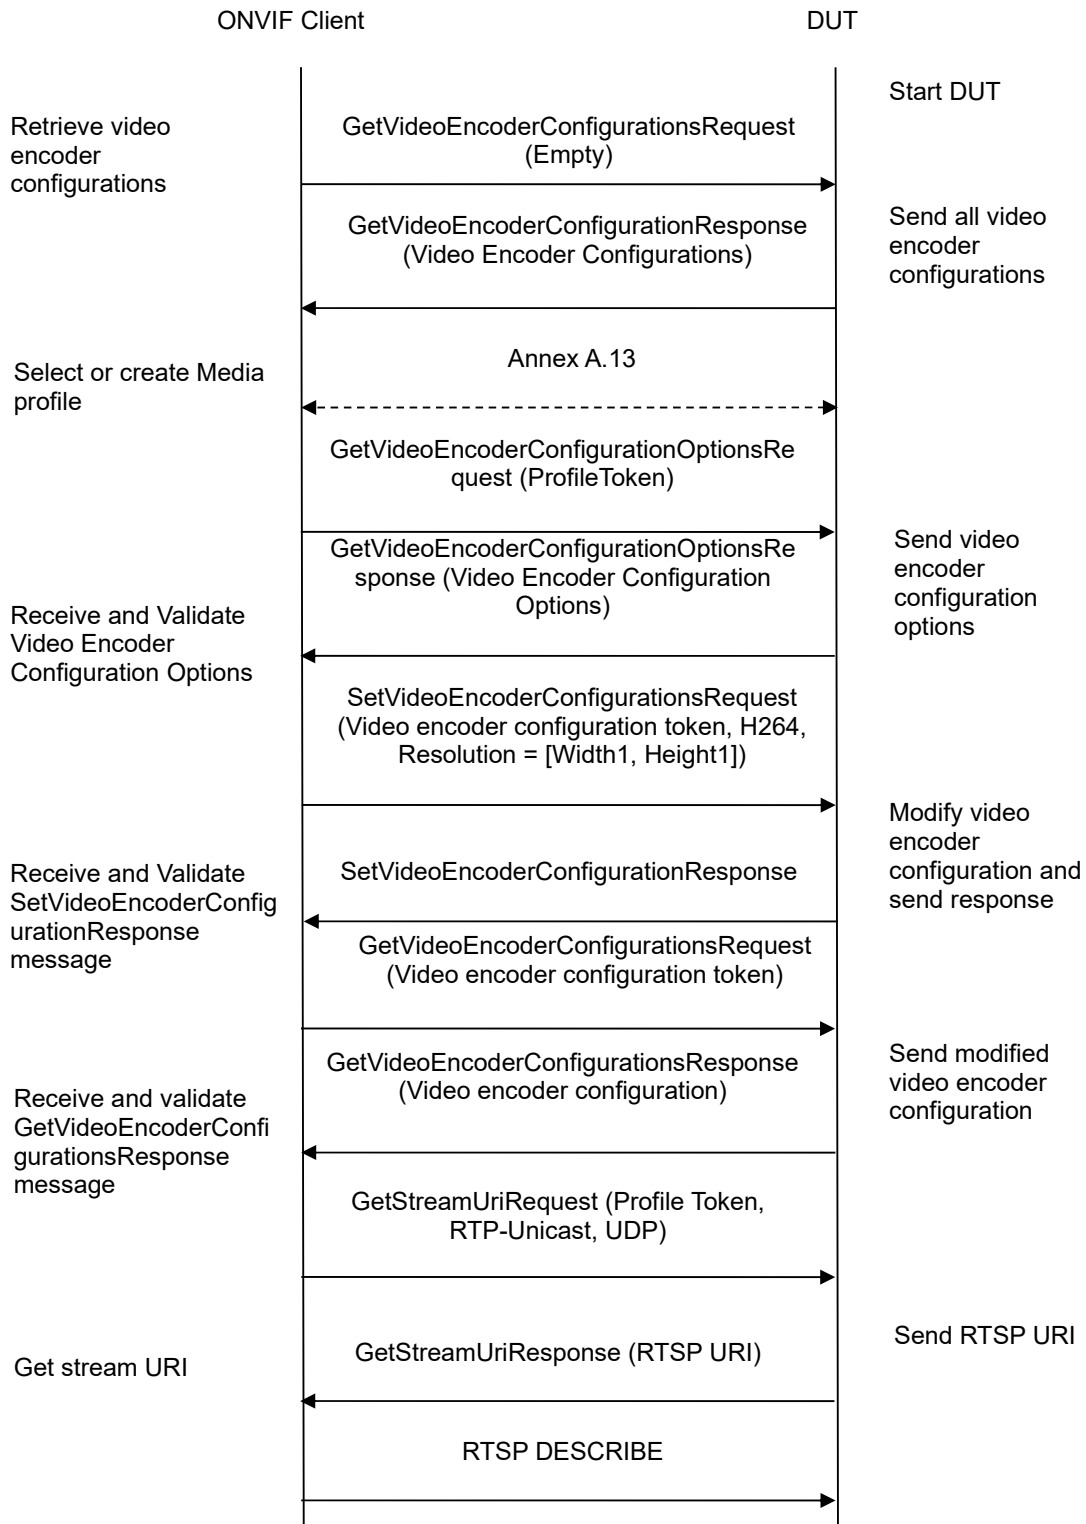 ONVIF Client
DUT
Start DUT
Retrieve video
encoder
configurations
GetVideoEncoderConfigurationsRequest
(Empty)
GetVideoEncoderConfigurationResponse
(Video Encoder Configurations)
Send all video
encoder
configurations
Select or create Media
profile
Annex A.13
GetVideoEncoderConfigurationOptionsRe
quest (ProfileToken)
GetVideoEncoderConfigurationOptionsRe
sponse (Video Encoder Configuration
Options)
Send video
encoder
configuration
options
Receive and Validate
Video Encoder
Configuration Options
SetVideoEncoderConfigurationsRequest
(Video encoder configuration token, H264,
Resolution = [Width1, Height1])
Modify video
encoder
configuration and
send response
Receive and Validate
SetVideoEncoderConfig
urationResponse
message
SetVideoEncoderConfigurationResponse
GetVideoEncoderConfigurationsRequest
(Video encoder configuration token)
GetVideoEncoderConfigurationsResponse
(Video encoder configuration)
Send modified
video encoder
configuration
Receive and validate
GetVideoEncoderConfi
gurationsResponse
message
GetStreamUriRequest (Profile Token,
RTP-Unicast, UDP)
Send RTSP URI
Get stream URI
GetStreamUriResponse (RTSP URI)
RTSP DESCRIBE